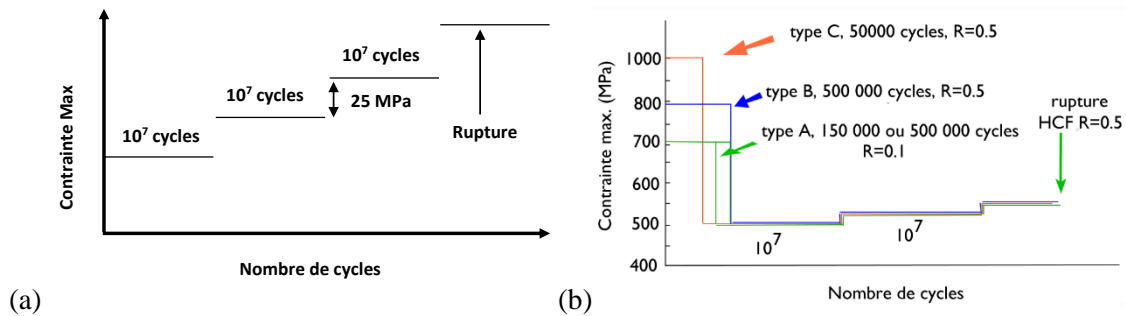 Contrainte Max
10⁷ cycles
10⁷ cycles
10⁷ cycles
25 MPa
Rupture
Nombre de cycles
(a)
Contrainte max. (MPa)
1000
800
700
600
500
400
type C, 50000 cycles, R=0.5
type B, 500 000 cycles, R=0.5
type A, 150 000 ou 500 000 cycles
R=0.1
rupture
HCF R=0.5
10⁷
10⁷
Nombre de cycles
(b)